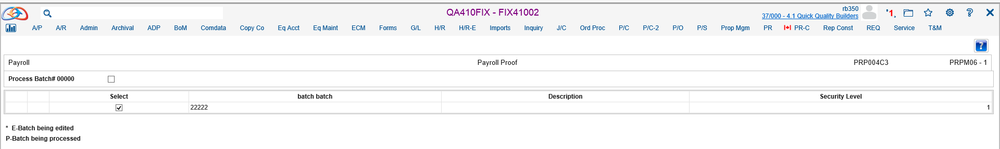 QA410FIX - FIX41002
rb350
37/000 - 4.1 Quick Quality Builders
1
A/P A/R Admin Archival ADP BoM Comdata Copy Co Eq Acct Eq Maint ECM Forms G/L H/R H/R-E Imports Inquiry J/C Ord Proc P/C P/C-2 P/O P/S Prop Mgm PR PR-C Rep Const REQ Service T&M
Payroll Payroll Proof PRP004C3 PRPM06 - 1
Process Batch# 00000
Select batch batch Description Security Level
22222 1
* E-Batch being edited
P-Batch being processed